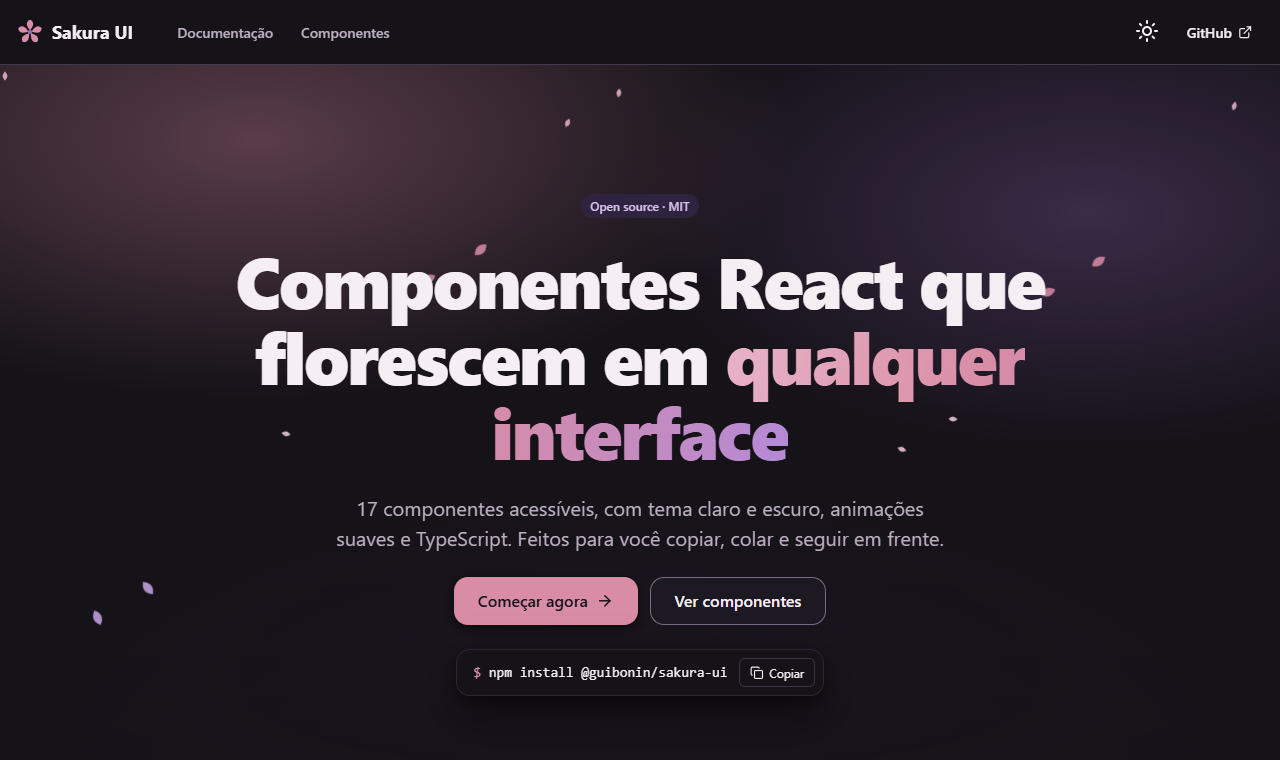 Sakura UI
Documentação
Componentes
GitHub
Open source · MIT
Componentes React que
florescem em qualquer
interface
17 componentes acessíveis, com tema claro e escuro, animações
suaves e TypeScript. Feitos para você copiar, colar e seguir em frente.
Começar agora
Ver componentes
$ npm install @guibonin/sakura-ui
Copiar